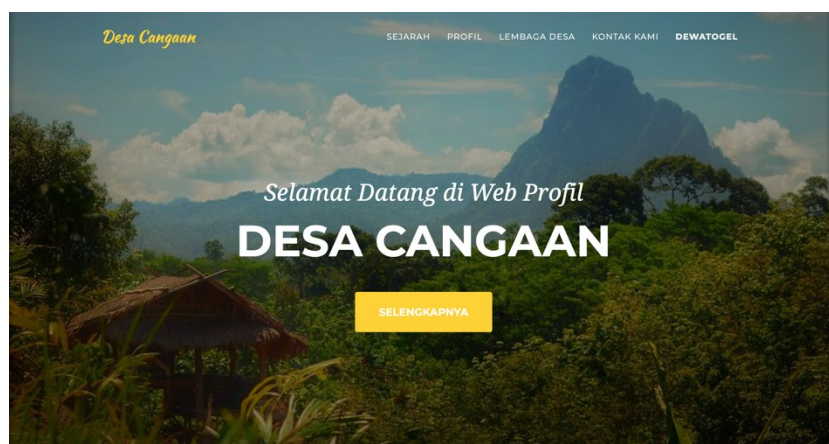 Desa Cangaan
SEJARAH PROFIL LEMBAGA DESA KONTAK KAMI DEWATOGEL
Selamat Datang di Web Profil
DESA CANGAAN
SELENGKAPNYA